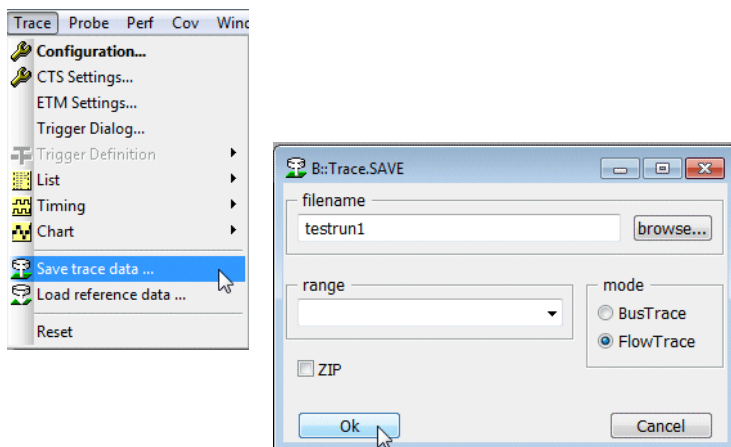 Trace Probe Perf Cov
Configuration...
CTS Settings...
ETM Settings...
Trigger Dialog...
Trigger Definition
List
Timing
Chart
Save trace data ...
Load reference data ...
Reset
B::Trace.SAVE
filename
testrun1 browse...
range
mode
BusTrace
FlowTrace
ZIP
Ok Cancel